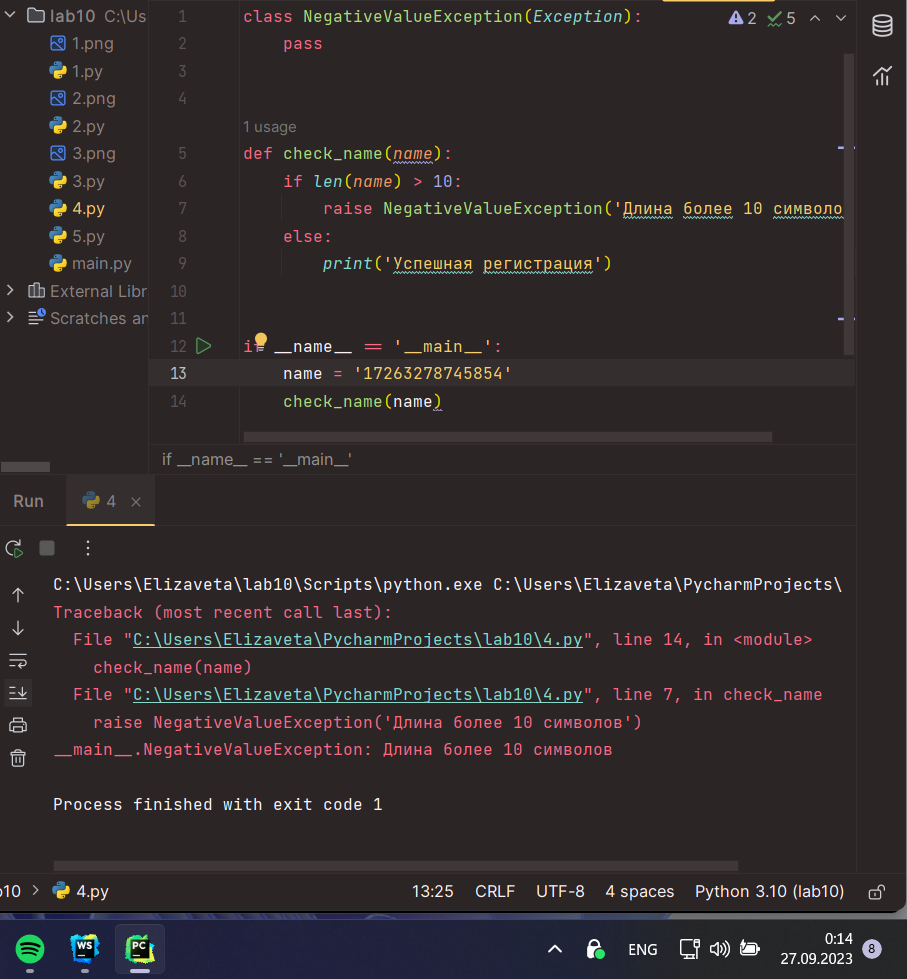 lab10 C:\Us
1.png
1.py
2.png
2.py
3.png
3.py
4.py
5.py
main.py
External Libr
Scratches an
2 5
1 class NegativeValueException(Exception):
2 pass
3
4
1 usage
5 def check_name(name):
6 if len(name) > 10:
7 raise NegativeValueException('Длина более 10 символо
8 else:
9 print('Успешная регистрация')
10
11
12 if __name__ == '__main__':
13 name = '17263278745854'
14 check_name(name)
if __name__ == '__main__'
Run 4
C:\Users\Elizaveta\lab10\Scripts\python.exe C:\Users\Elizaveta\PycharmProjects\
Traceback (most recent call last):
File "C:\Users\Elizaveta\PycharmProjects\lab10\4.py", line 14, in <module>
check_name(name)
File "C:\Users\Elizaveta\PycharmProjects\lab10\4.py", line 7, in check_name
raise NegativeValueException('Длина более 10 символов')
__main__.NegativeValueException: Длина более 10 символов
Process finished with exit code 1
b10 > 4.py 13:25 CRLF UTF-8 4 spaces Python 3.10 (lab10)
WS PC ENG 0:14 8
27.09.2023